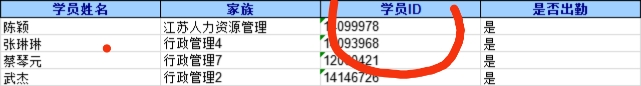 学员姓名 家族 学员ID 是否出勤
陈颖 江苏人力资源管理 是
张琳琳 行政管理4 是
蔡琴元 行政管理7 是
武杰 行政管理2 14146726 是